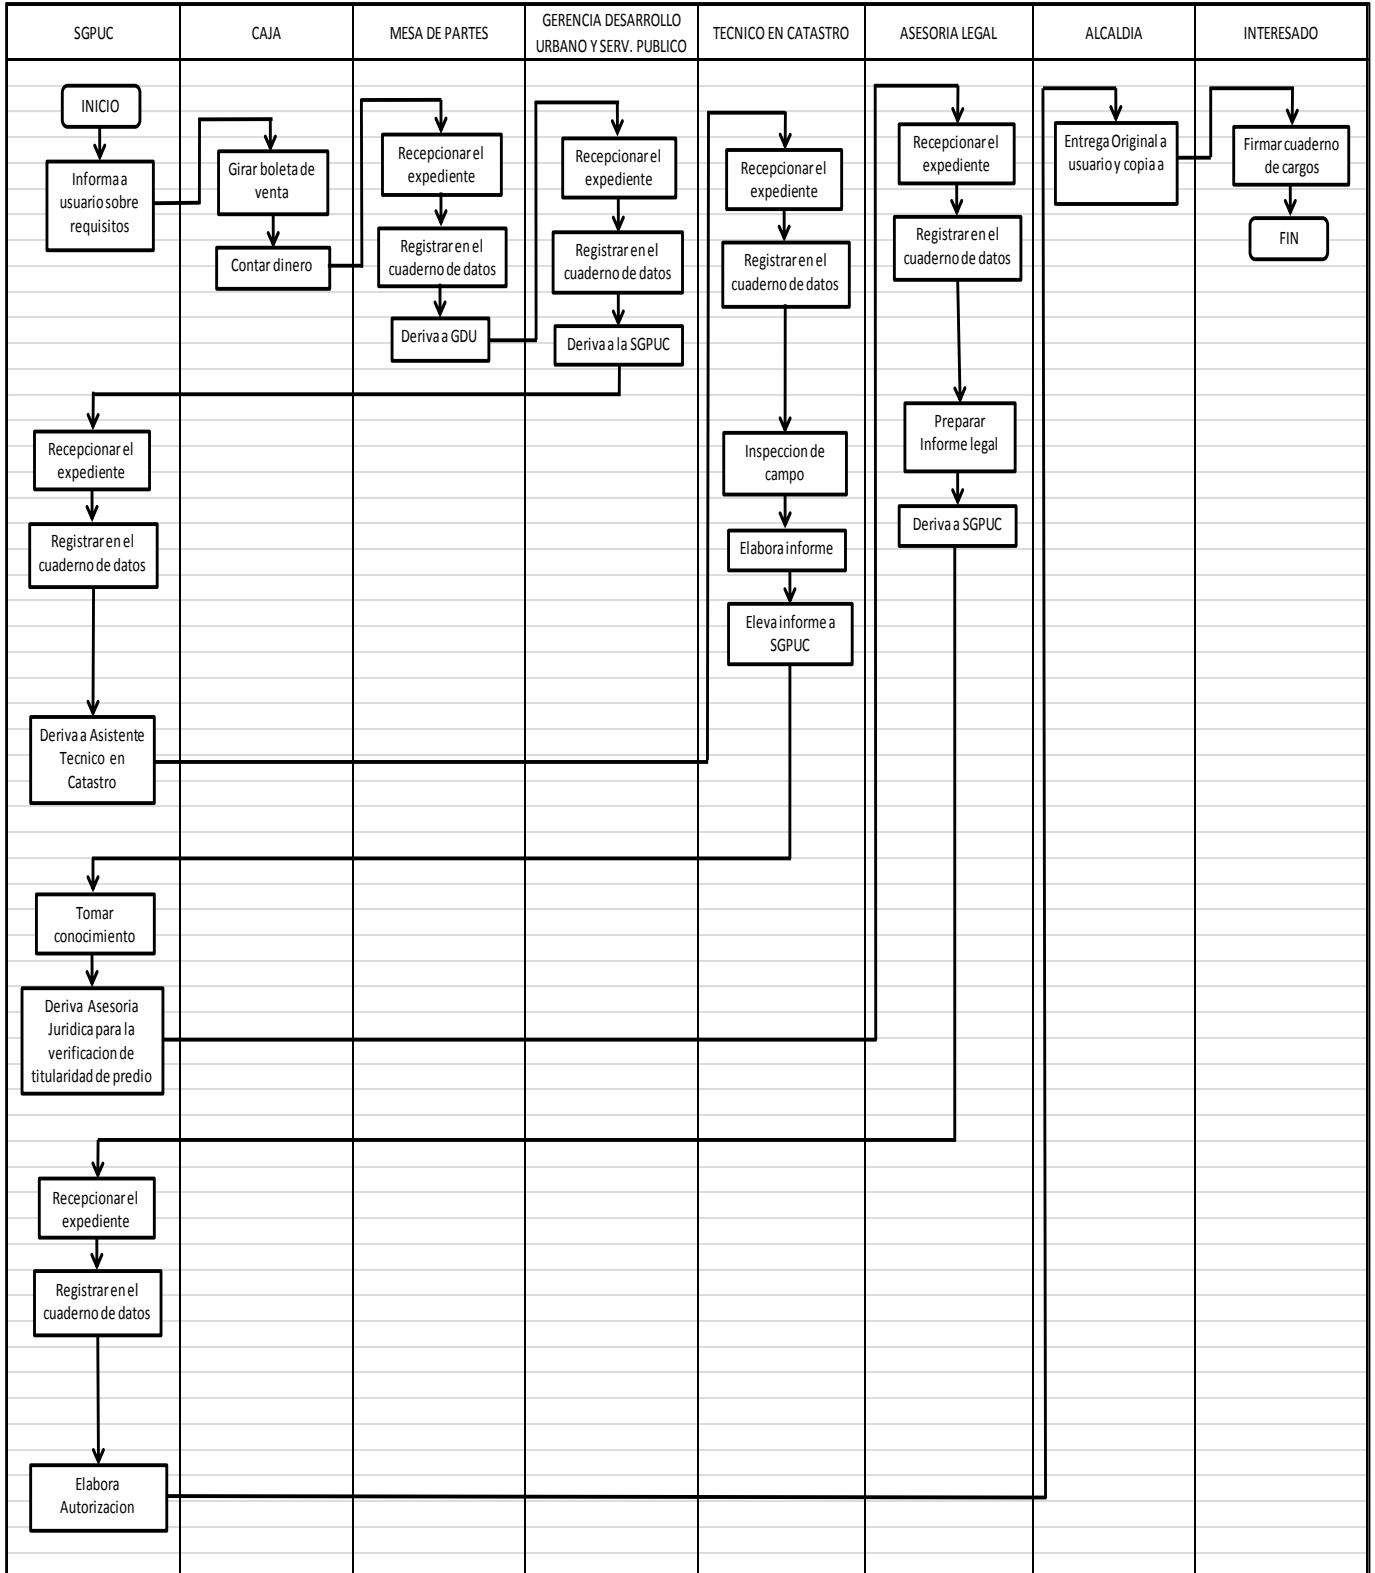 SGPUC
CAJA
MESA DE PARTES
GERENCIA DESARROLLO
URBANO Y SERV. PUBLICO
TECNICO EN CATASTRO
ASESORIA LEGAL
ALCALDIA
INTERESADO
INICIO
Informa a
usuario sobre
requisitos
Girar boleta de
venta
Contar dinero
Recepcionar el
expediente
Registrar en el
cuaderno de datos
Deriva a GDU
Recepcionar el
expediente
Registrar en el
cuaderno de datos
Deriva a la SGPUC
Recepcionar el
expediente
Registrar en el
cuaderno de datos
Deriva a Asistente
Tecnico en
Catastro
Recepcionar el
expediente
Registrar en el
cuaderno de datos
Inspeccion de
campo
Elabora informe
Eleva informe a
SGPUC
Tomar
conocimiento
Deriva Asesoria
Juridica para la
verificacion de
titularidad de predio
Recepcionar el
expediente
Registrar en el
cuaderno de datos
Preparar
Informe legal
Deriva a SGPUC
Recepcionar el
expediente
Registrar en el
cuaderno de datos
Elabora
Autorizacion
Entrega Original a
usuario y copia a
Firmar cuaderno
de cargos
FIN